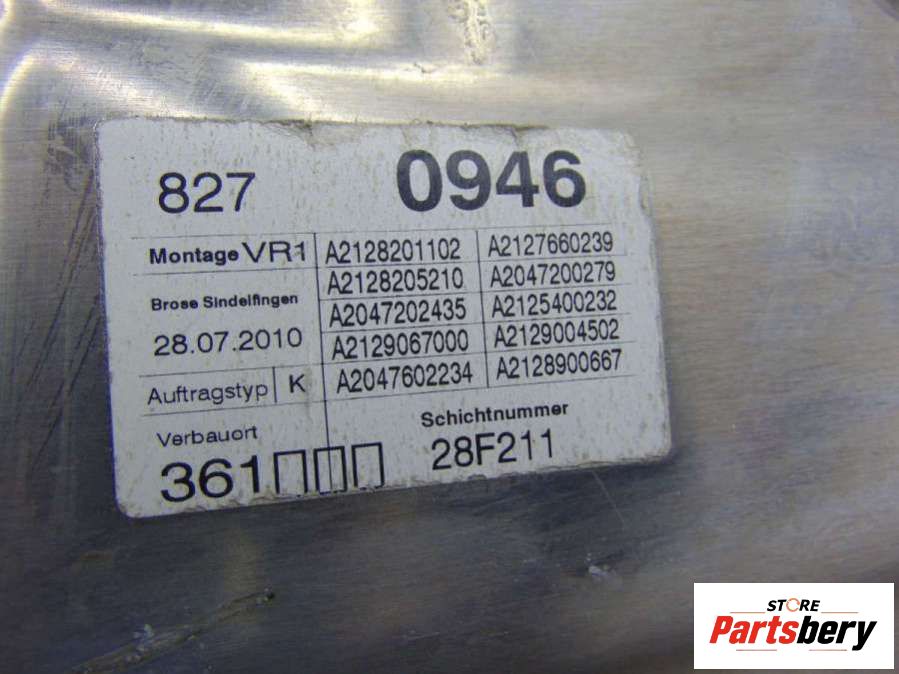 827 0946
Montage VR1 A2128201102 A2127660239
A2128205210 A2047200279
Brose Sindelfingen A2047202435 A2125400232
28.07.2010 A2129067000 A2129004502
Auftragstyp K A2047602234 A2128900667
Verbauort Schichtnummer
361▯▯▯ 28F211
STORE
Partsbery